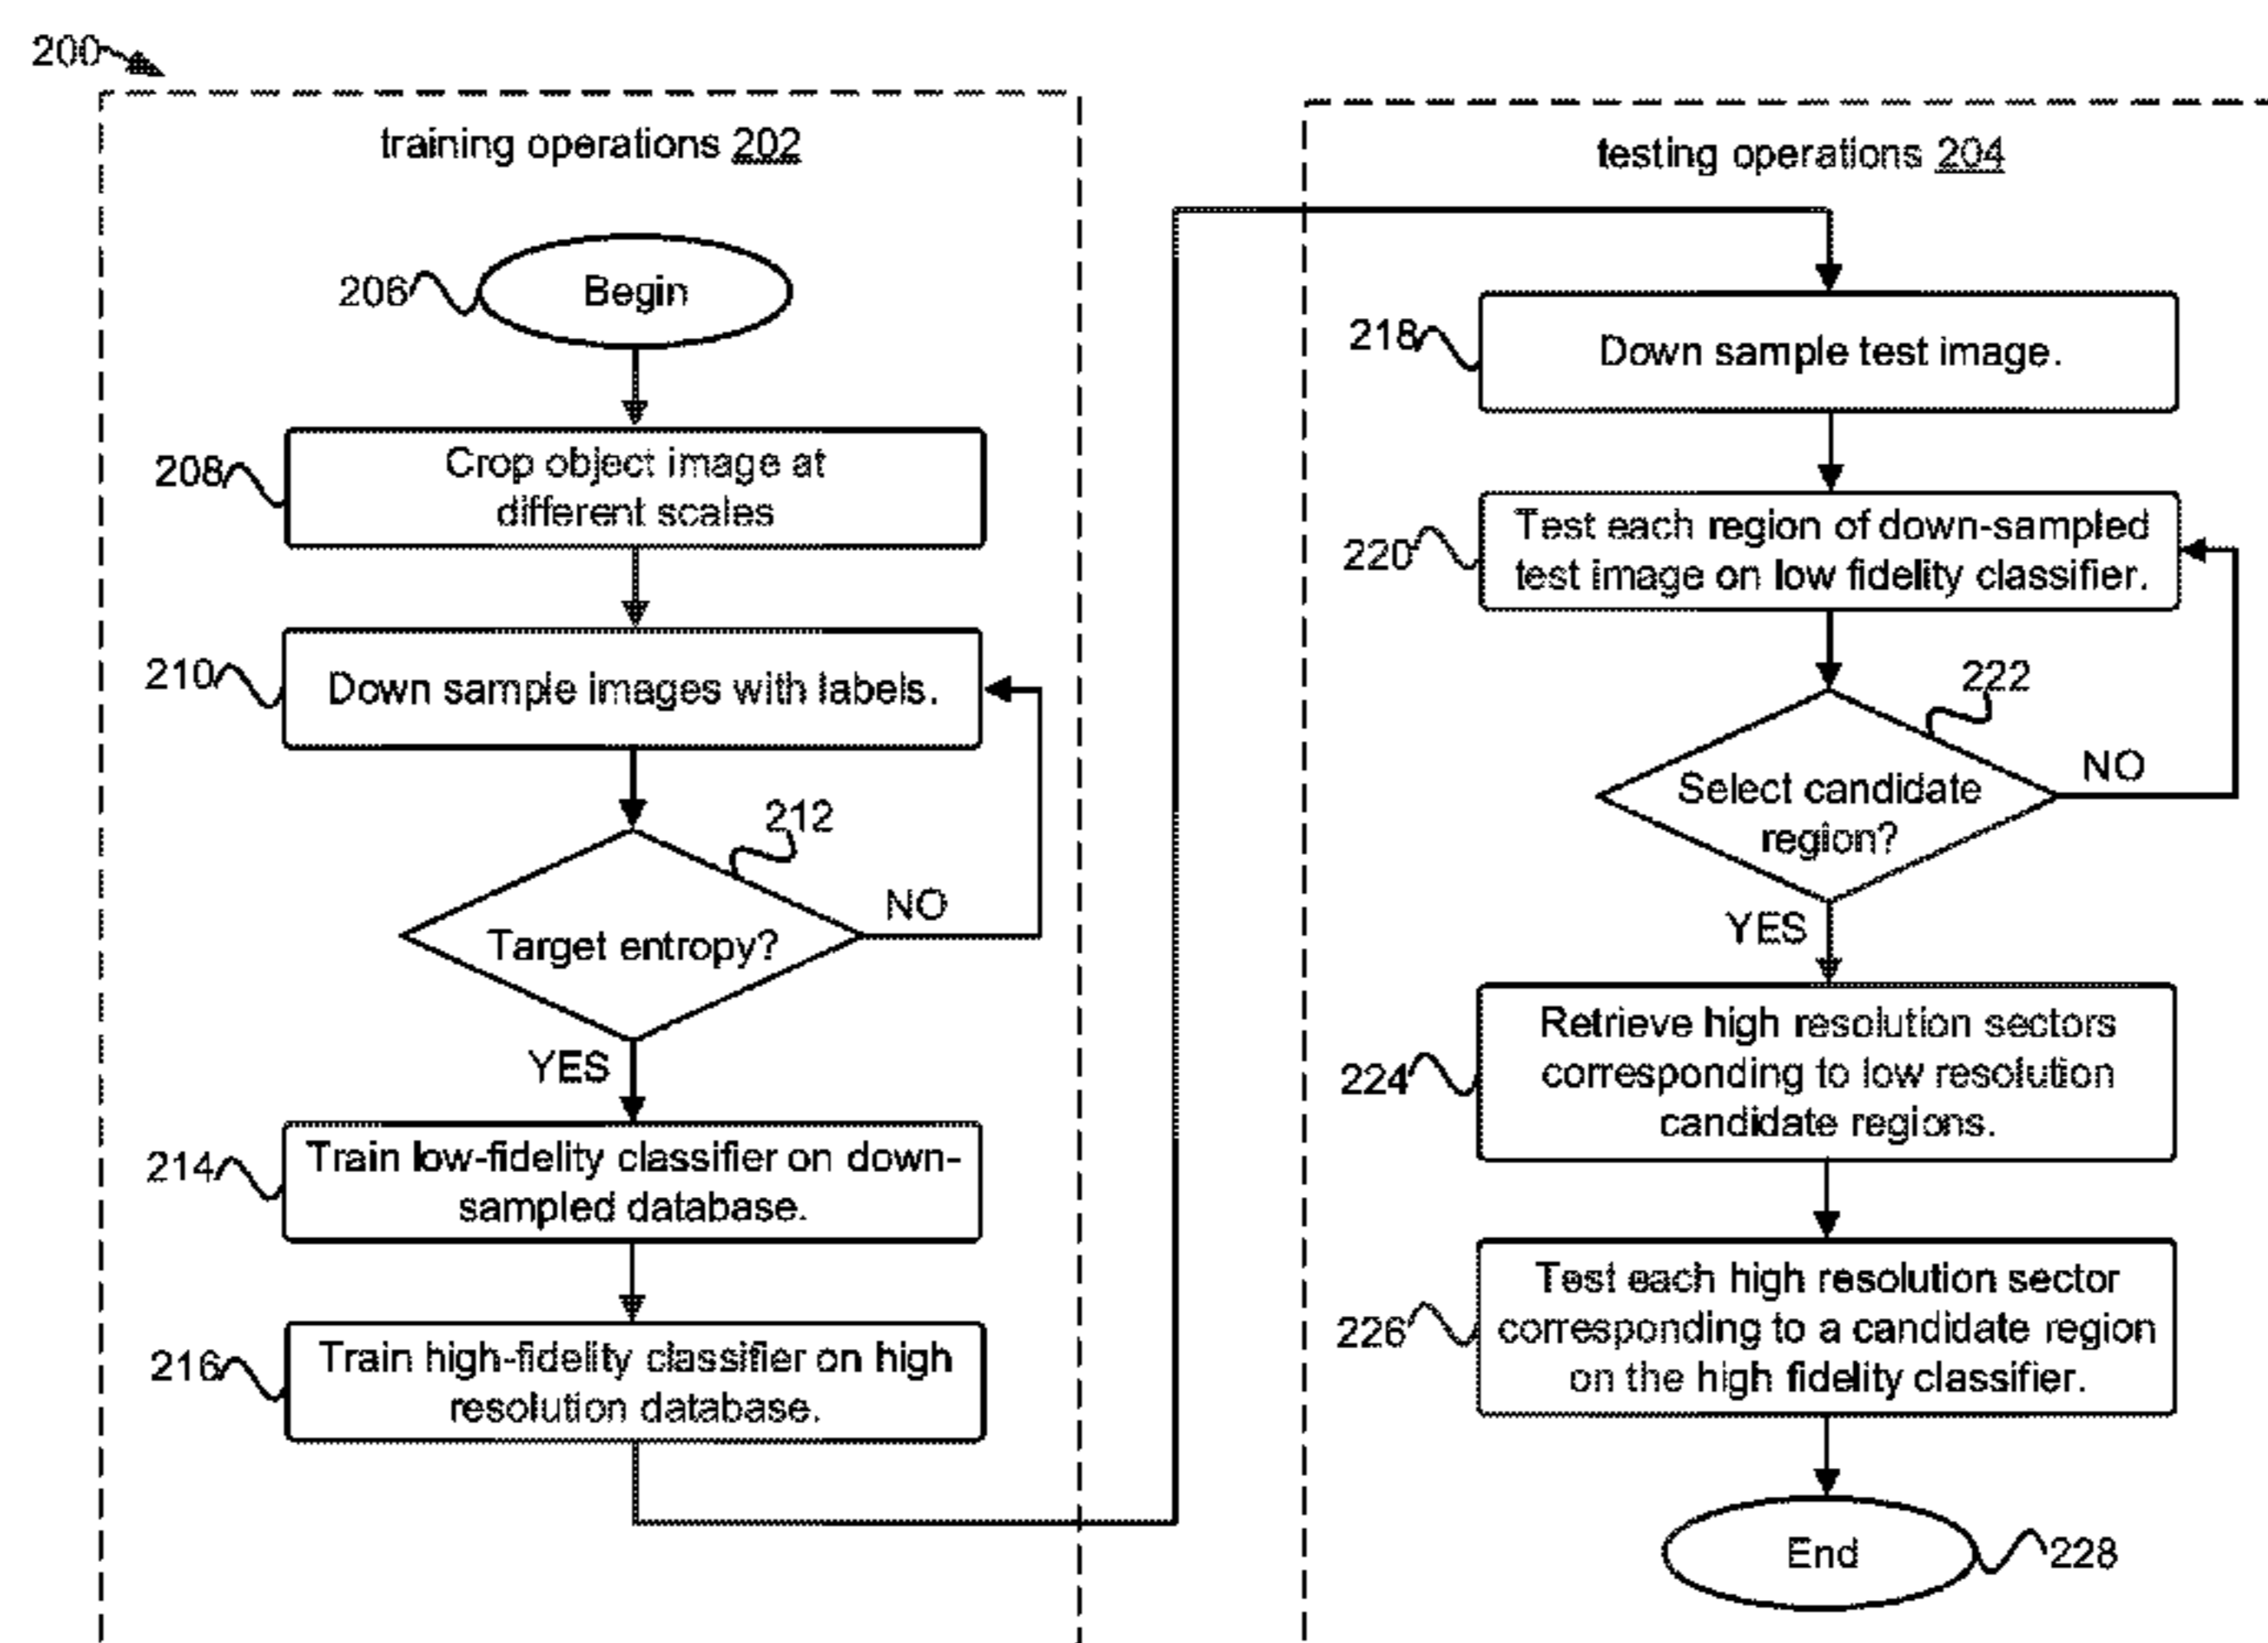 200
training operations 202
206
Begin
208
Crop object image at
different scales
210
Down sample images with labels.
212
Target entropy?
NO
YES
214
Train low-fidelity classifier on down-
sampled database.
216
Train high-fidelity classifier on high
resolution database.
testing operations 204
218
Down sample test image.
220
Test each region of down-sampled
test image on low fidelity classifier.
222
Select candidate
region?
NO
YES
224
Retrieve high resolution sectors
corresponding to low resolution
candidate regions.
226
Test each high resolution sector
corresponding to a candidate region
on the high fidelity classifier.
End
228